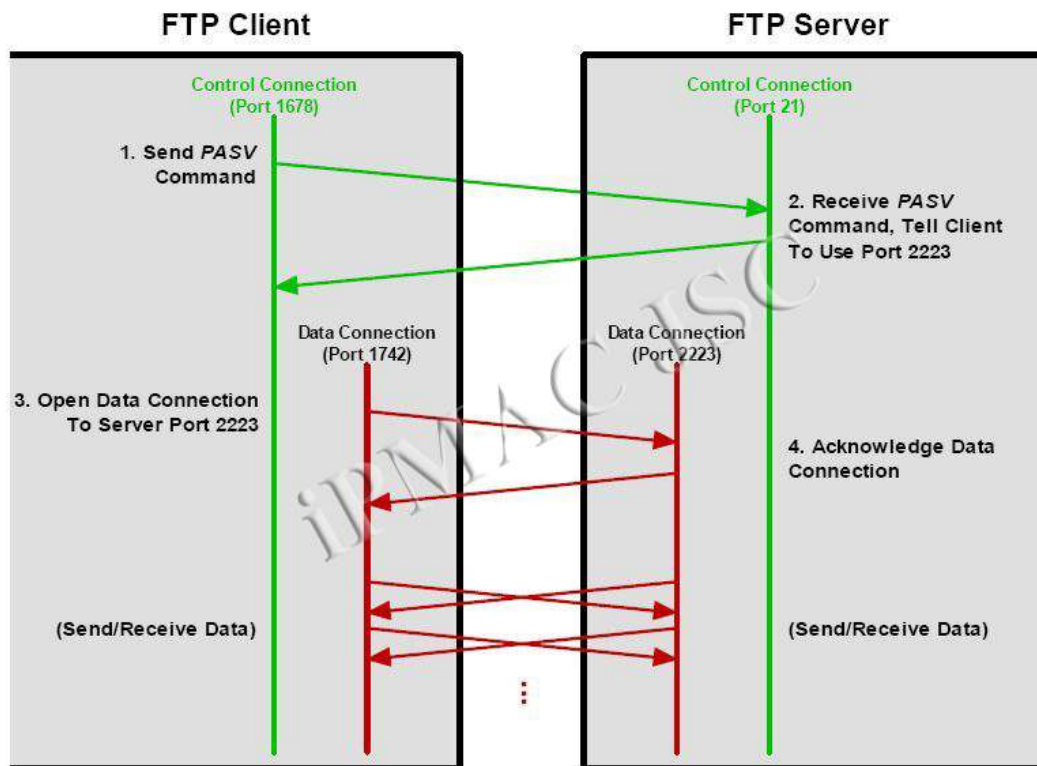 FTP Client
FTP Server
Control Connection
(Port 1678)
Control Connection
(Port 21)
1. Send PASV
Command
2. Receive PASV
Command, Tell Client
To Use Port 2223
Data Connection
(Port 1742)
Data Connection
(Port 2223)
3. Open Data Connection
To Server Port 2223
4. Acknowledge Data
Connection
(Send/Receive Data)
(Send/Receive Data)
iPMAC JSC